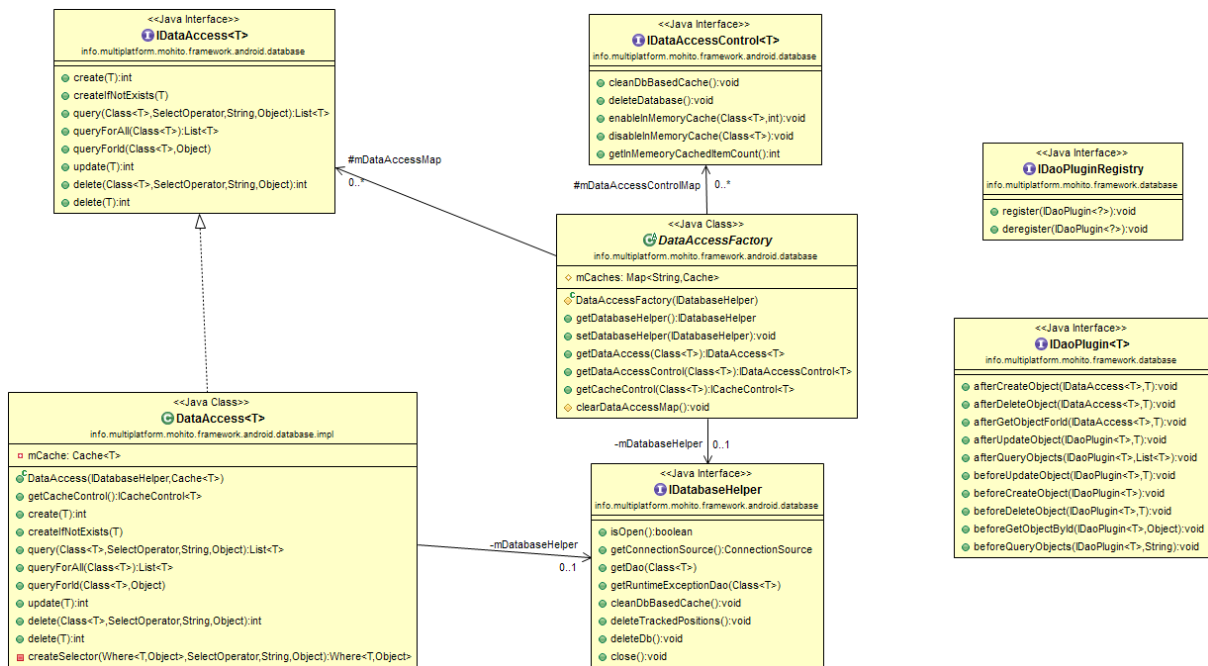 <<Java Interface>>
IDataAccess<T>
info.multiplatform.mohito.framework.android.database
create(T):int
createIfNotExists(T)
query(Class<T>,SelectOperator,String,Object):List<T>
queryForAll(Class<T>):List<T>
queryForId(Class<T>,Object)
update(T):int
delete(Class<T>,SelectOperator,String,Object):int
delete(T):int
<<Java Interface>>
IDataAccessControl<T>
info.multiplatform.mohito.framework.android.database
cleanDbBasedCache():void
deleteDatabase():void
enableInMemoryCache(Class<T>,int):void
disableInMemoryCache(Class<T>):void
getInMemeoryCachedItemCount():int
#mDataAccessMap
0..*
#mDataAccessControlMap
0..*
<<Java Interface>>
IDaoPluginRegistry
info.multiplatform.mohito.framework.database
register(IDaoPlugin<?>):void
deregister(IDaoPlugin<?>):void
<<Java Class>>
DataAccessFactory
info.multiplatform.mohito.framework.android.database
mCaches: Map<String,Cache>
DataAccessFactory(IDatabaseHelper)
getDatabaseHelper():IDatabaseHelper
setDatabaseHelper(IDatabaseHelper):void
getDataAccess(Class<T>):IDataAccess<T>
getDataAccessControl(Class<T>):IDataAccessControl<T>
getCacheControl(Class<T>):ICacheControl<T>
clearDataAccessMap():void
<<Java Interface>>
IDaoPlugin<T>
info.multiplatform.mohito.framework.database
afterCreateObject(IDataAccess<T>,T):void
afterDeleteObject(IDataAccess<T>,T):void
afterGetObjectForId(IDataAccess<T>,T):void
afterUpdateObject(IDaoPlugin<T>,T):void
afterQueryObjects(IDaoPlugin<T>,List<T>):void
beforeUpdateObject(IDaoPlugin<T>,T):void
beforeCreateObject(IDaoPlugin<T>):void
beforeDeleteObject(IDaoPlugin<T>,T):void
beforeGetObjectById(IDaoPlugin<T>,Object):void
beforeQueryObjects(IDaoPlugin<T>,String):void
<<Java Class>>
DataAccess<T>
info.multiplatform.mohito.framework.android.database.impl
mCache: Cache<T>
DataAccess(IDatabaseHelper,Cache<T>)
getCacheControl():ICacheControl<T>
create(T):int
createIfNotExists(T)
query(Class<T>,SelectOperator,String,Object):List<T>
queryForAll(Class<T>):List<T>
queryForId(Class<T>,Object)
update(T):int
delete(Class<T>,SelectOperator,String,Object):int
delete(T):int
createSelector(Where<T,Object>,SelectOperator,String,Object):Where<T,Object>
-mDatabaseHelper
0..1
-mDatabaseHelper
0..1
<<Java Interface>>
IDatabaseHelper
info.multiplatform.mohito.framework.android.database
isOpen():boolean
getConnectionSource():ConnectionSource
getDao(Class<T>)
getRuntimeExceptionDao(Class<T>)
cleanDbBasedCache():void
deleteTrackedPositions():void
deleteDb():void
close():void